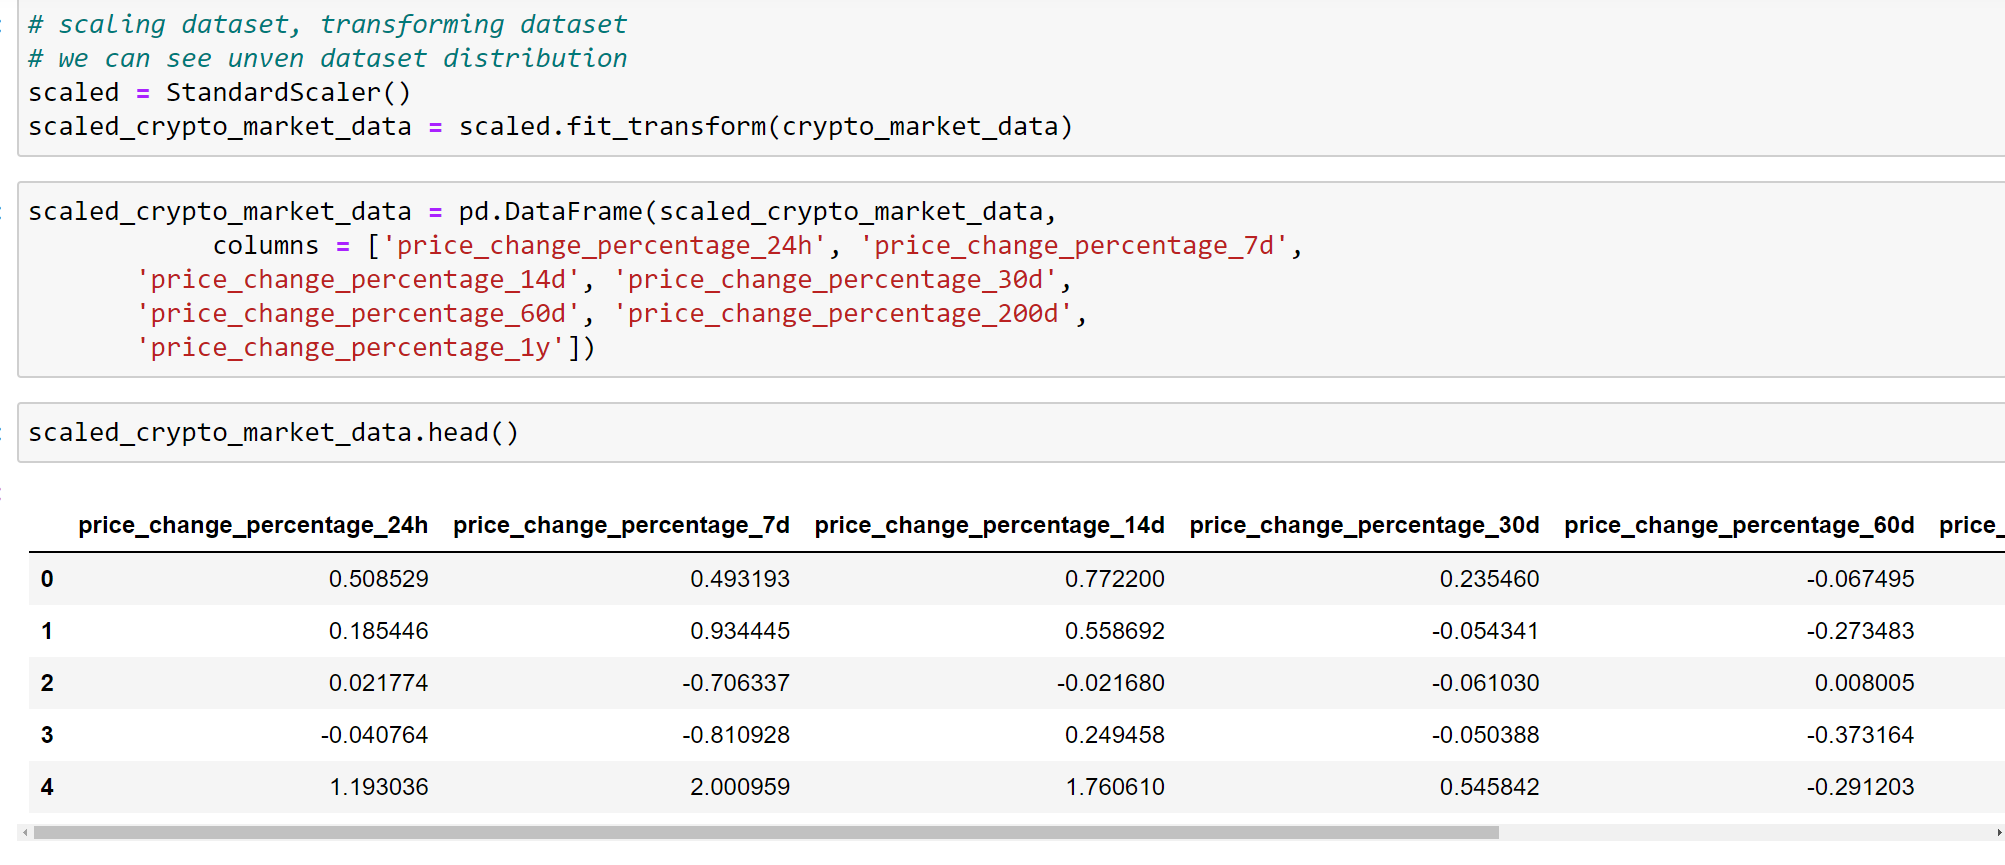 # scaling dataset, transforming dataset
# we can see unven dataset distribution
scaled = StandardScaler()
scaled_crypto_market_data = scaled.fit_transform(crypto_market_data)
scaled_crypto_market_data = pd.DataFrame(scaled_crypto_market_data,
columns = ['price_change_percentage_24h', 'price_change_percentage_7d',
'price_change_percentage_14d', 'price_change_percentage_30d',
'price_change_percentage_60d', 'price_change_percentage_200d',
'price_change_percentage_1y'])
scaled_crypto_market_data.head()
price_change_percentage_24h price_change_percentage_7d price_change_percentage_14d price_change_percentage_30d price_change_percentage_60d price_
0 0.508529 0.493193 0.772200 0.235460 -0.067495
1 0.185446 0.934445 0.558692 -0.054341 -0.273483
2 0.021774 -0.706337 -0.021680 -0.061030 0.008005
3 -0.040764 -0.810928 0.249458 -0.050388 -0.373164
4 1.193036 2.000959 1.760610 0.545842 -0.291203